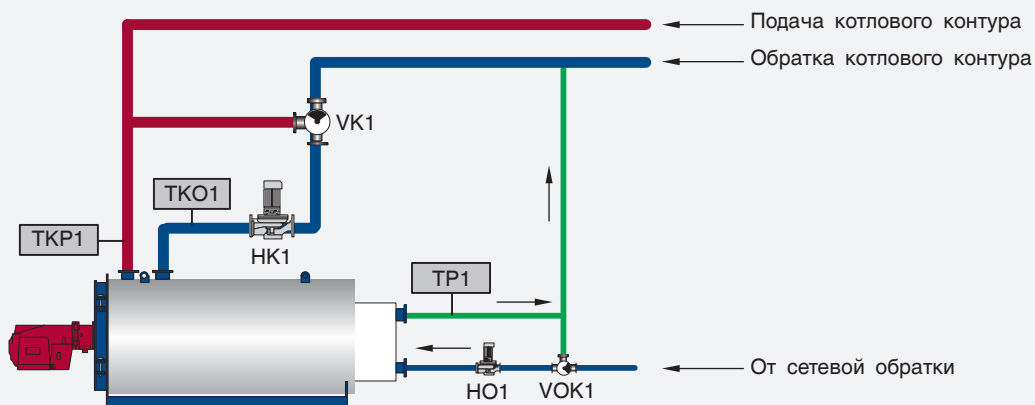 Подача котлового контура
Обратка котлового контура
VK1
TKO1
TKP1
HK1
TP1
HO1
VOK1
От сетевой обратки